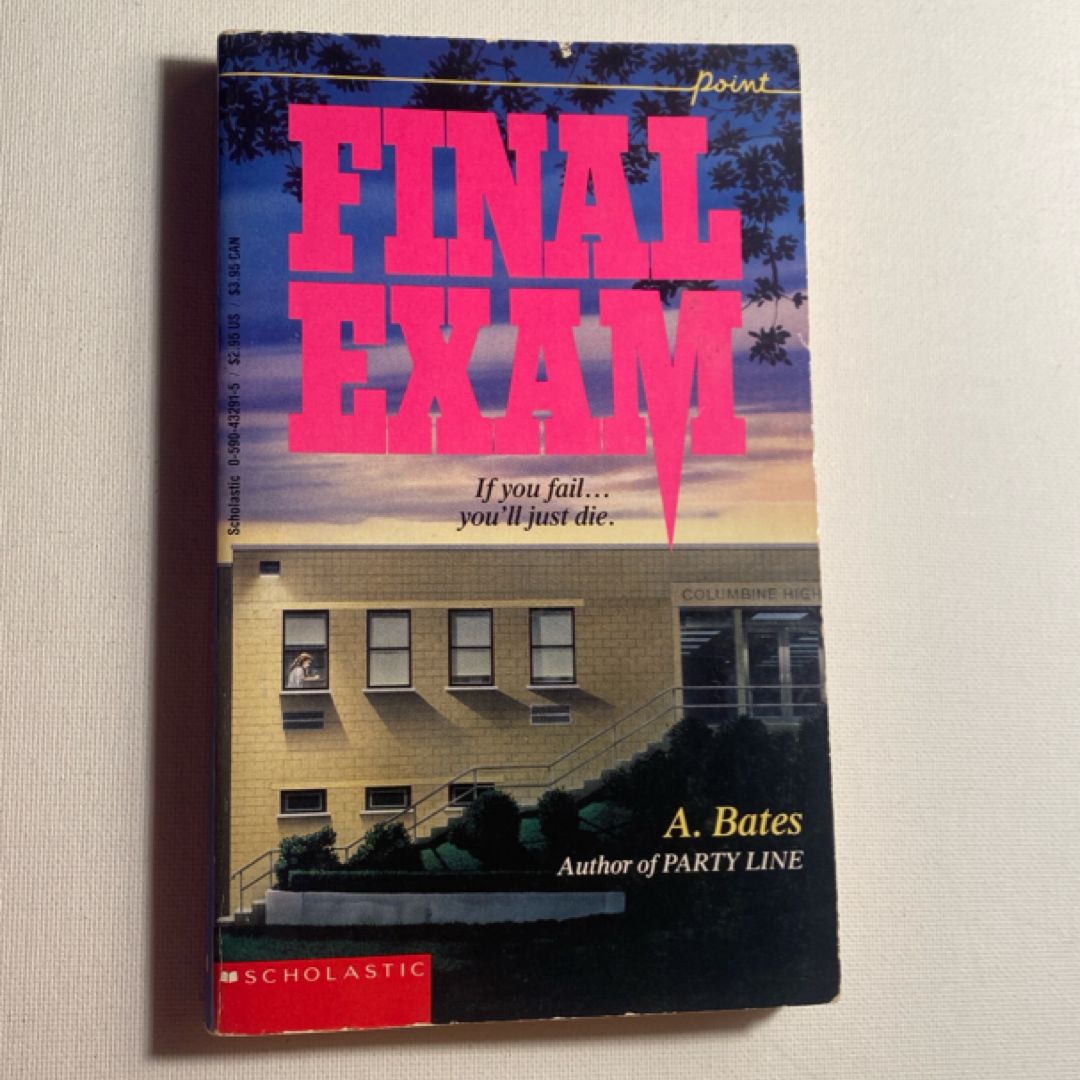 point
FINAL
EXAM
If you fail...
you'll just die.
COLUMBINE HIGH
A. Bates
Author of PARTY LINE
SCHOLASTIC
Scholastic 0-590-43291-5 / $2.95 US / $3.95 CAN